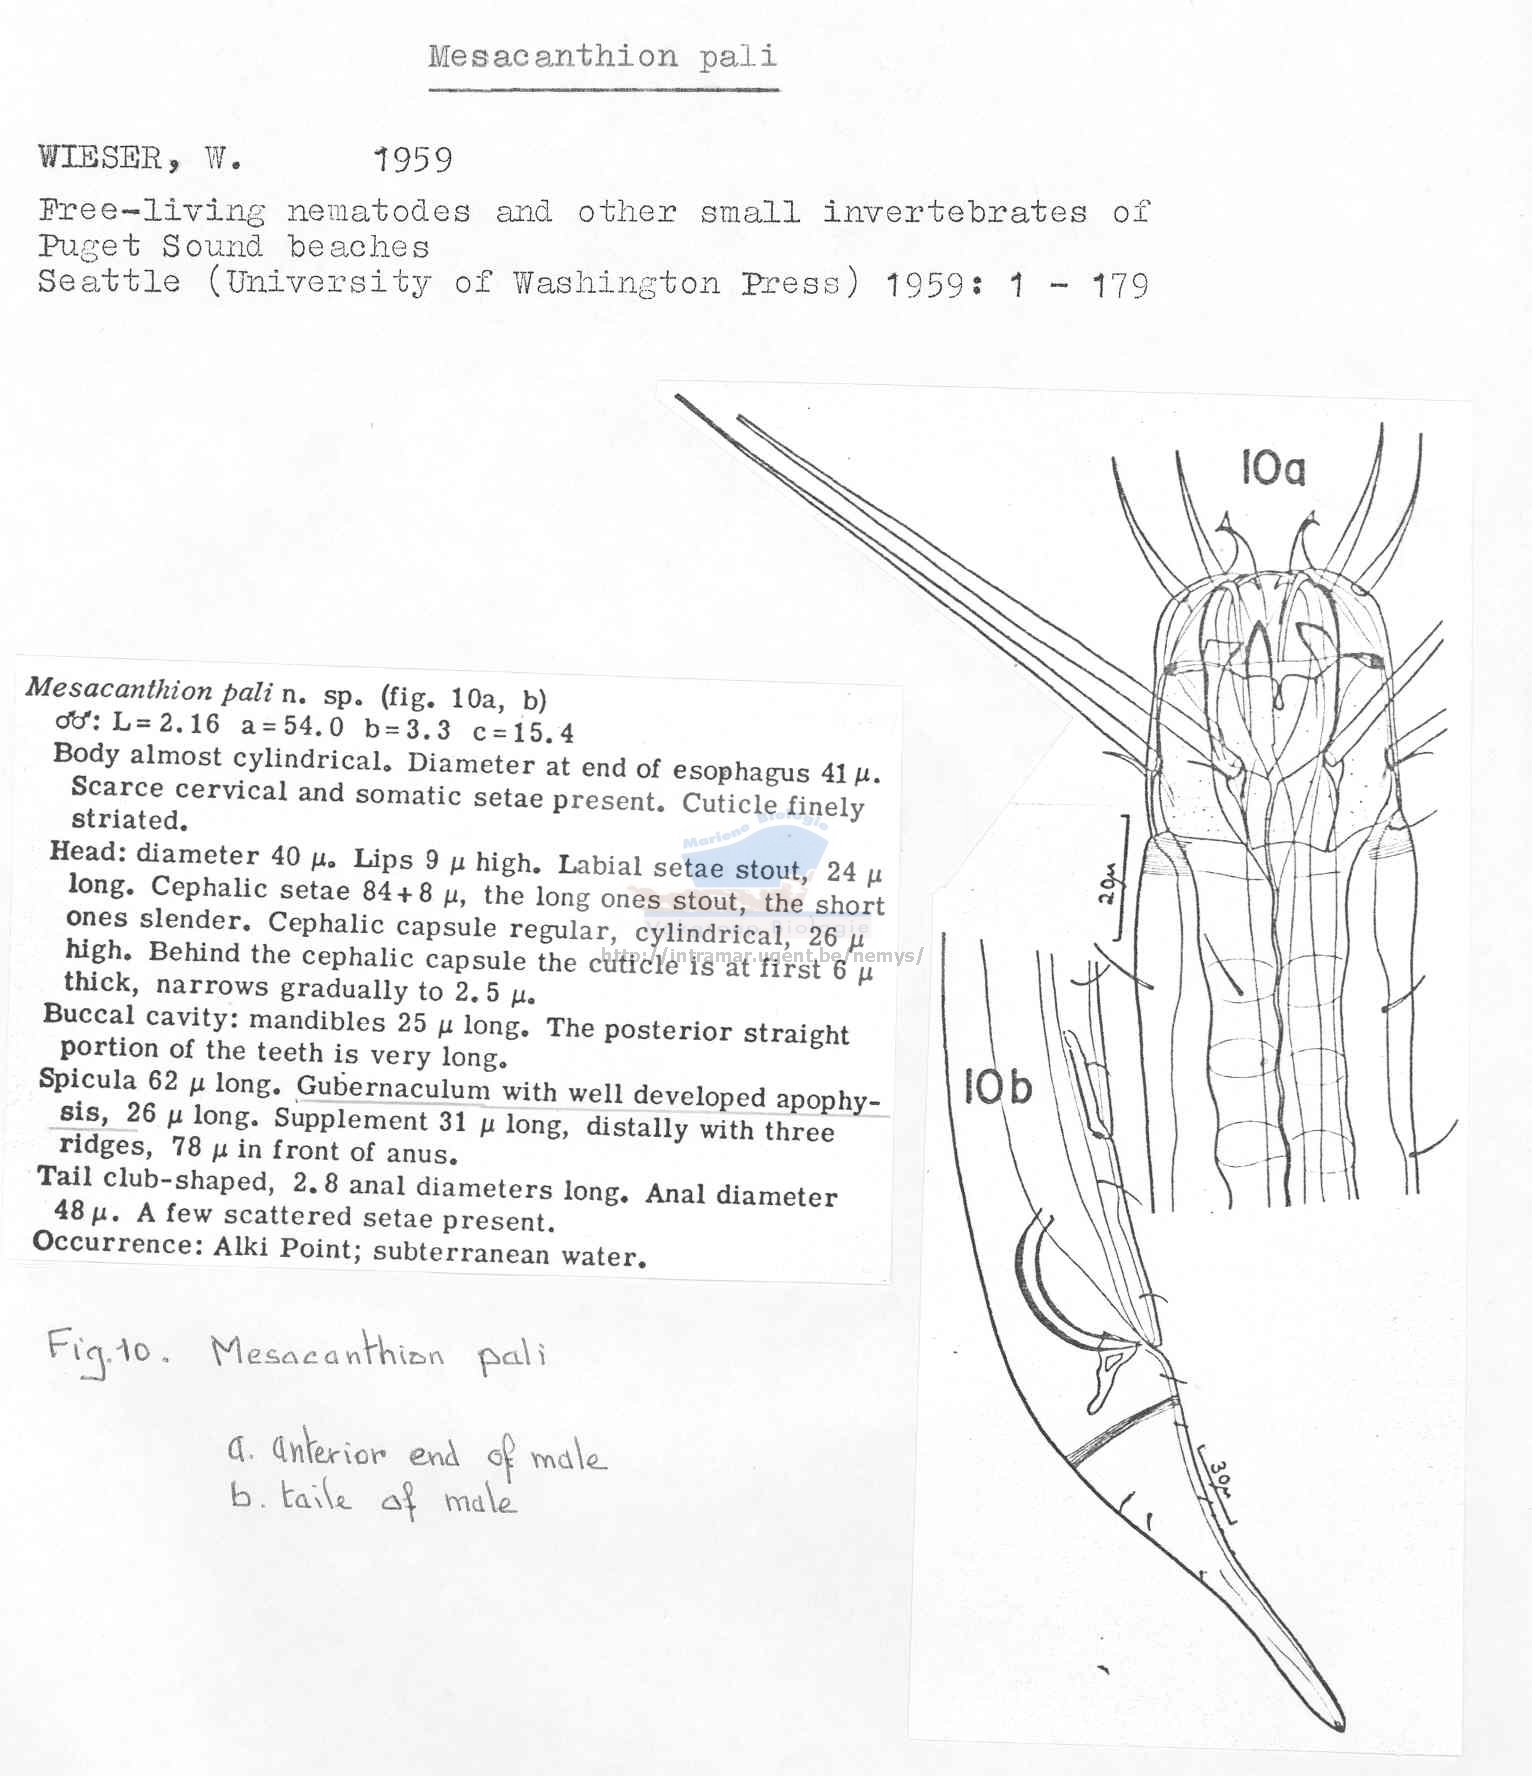 Mesacanthion pali
WIESER, W. 1959
Free-living nematodes and other small invertebrates of
Puget Sound beaches
Seattle (University of Washington Press) 1959: 1 - 179
10a
Mesacanthion pali n. sp. (fig. 10a, b)
♂♂: L=2.16 a=54.0 b=3.3 c=15.4
Body almost cylindrical. Diameter at end of esophagus 41 μ.
Scarce cervical and somatic setae present. Cuticle finely
striated.
Head: diameter 40 μ. Lips 9 μ high. Labial setae stout, 24 μ
long. Cephalic setae 84+8 μ, the long ones stout, the short
ones slender. Cephalic capsule regular, cylindrical, 26 μ
high. Behind the cephalic capsule the cuticle is at first 6 μ
thick, narrows gradually to 2.5 μ.
Buccal cavity: mandibles 25 μ long. The posterior straight
portion of the teeth is very long.
Spicula 62 μ long. Gubernaculum with well developed apophy-
sis, 26 μ long. Supplement 31 μ long, distally with three
ridges, 78 μ in front of anus.
Tail club-shaped, 2.8 anal diameters long. Anal diameter
48 μ. A few scattered setae present.
Occurrence: Alki Point; subterranean water.
Mariene Biologie
Biologie
http://intramar.ugent.be/nemys/
20μ
10b
30μ
Fig.10. Mesacanthion pali
a. anterior end of male
b. taile of male